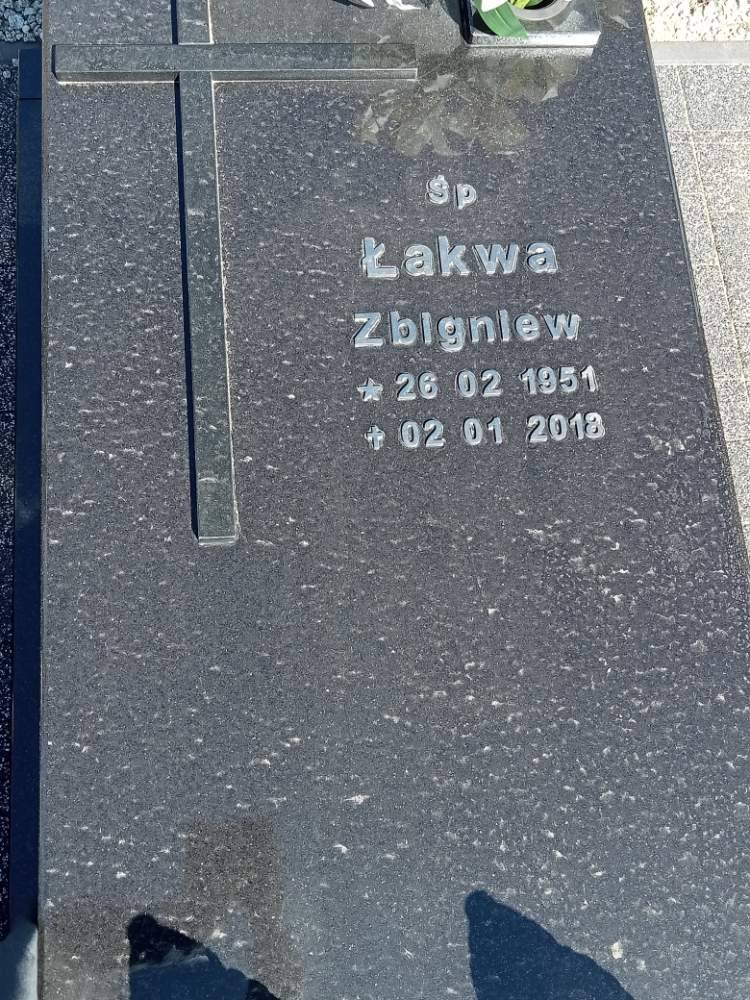 śp
Łakwa
Zbigniew
★ 26 02 1951
✝ 02 01 2018